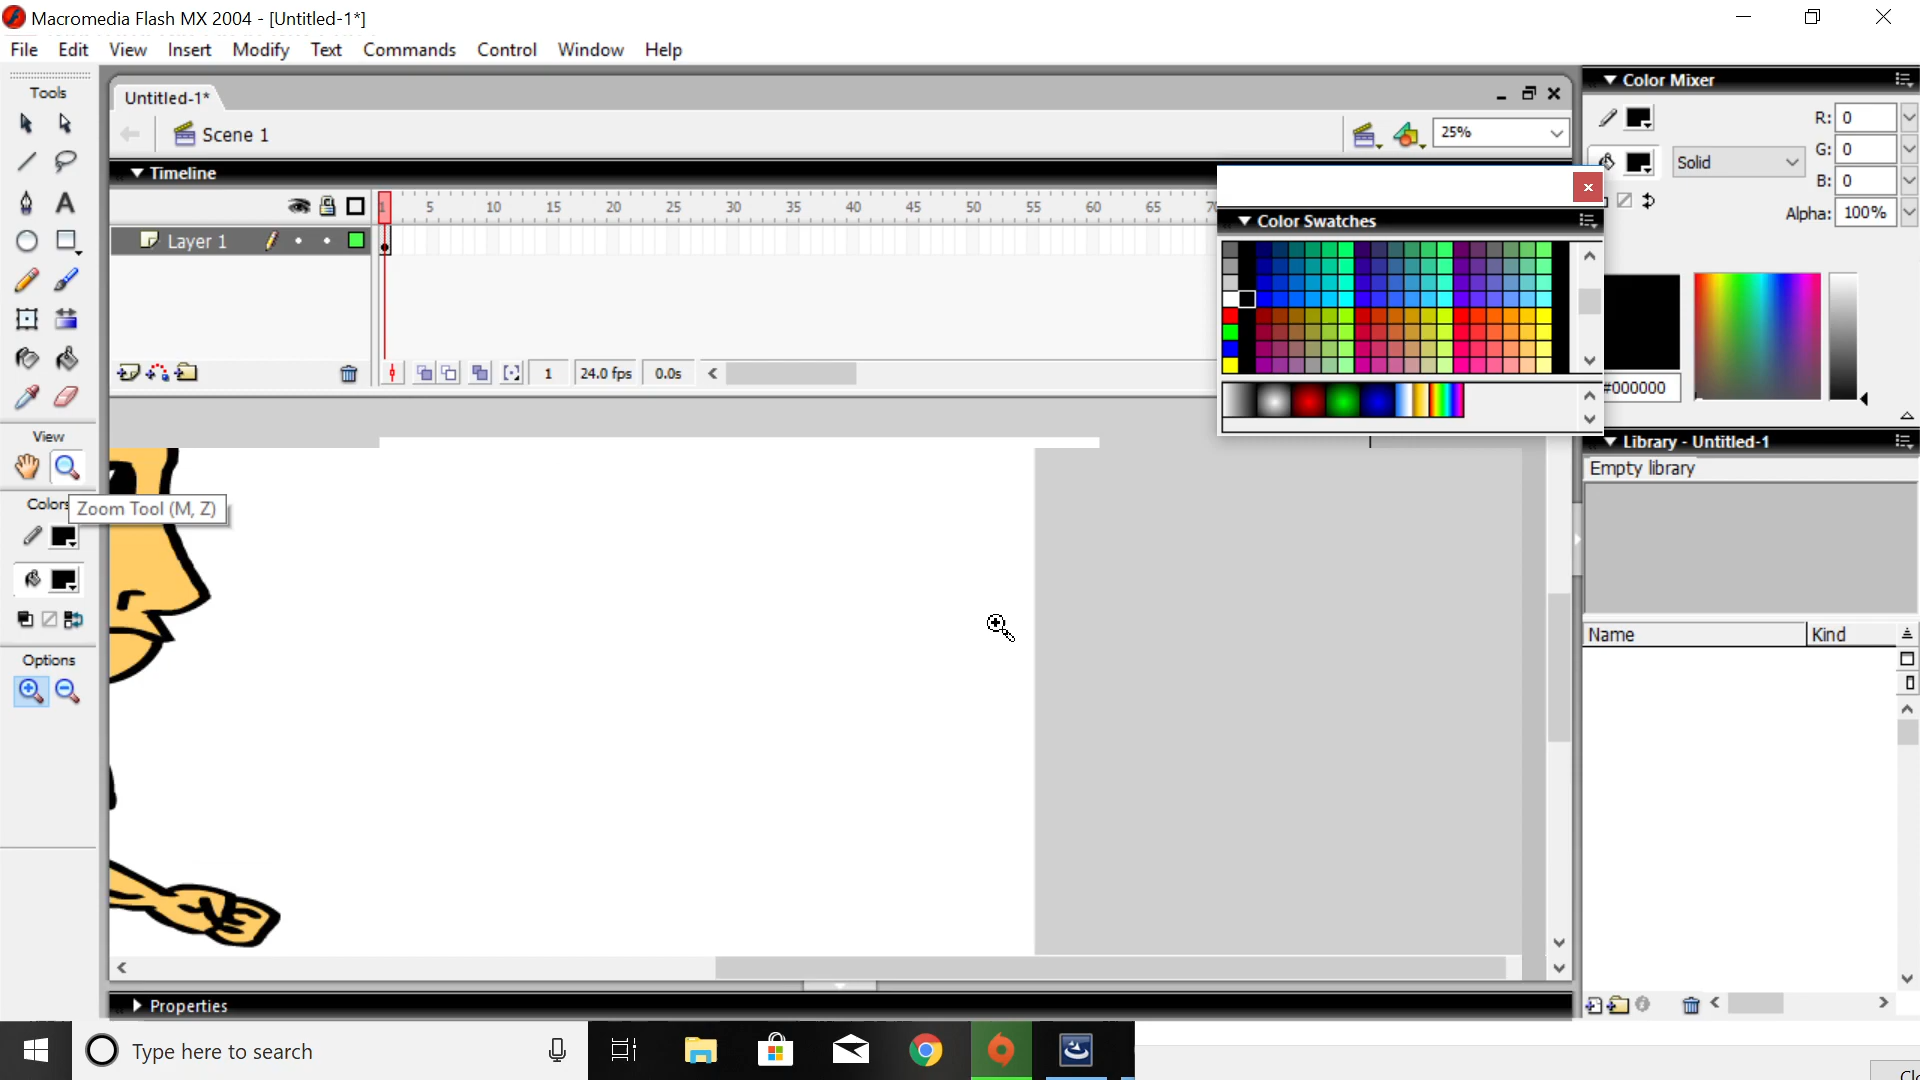 Macromedia Flash MX 2004 - [Untitled-1*]
File Edit View Insert Modify Text Commands Control Window Help
Tools
Untitled-1*
Scene 1
25%
Timeline
1 5 10 15 20 25 30 35 40 45 50 55 60 65
Layer 1
1 24.0 fps 0.0s
View
Zoom Tool (M, Z)
Colors
Options
Color Swatches
Color Mixer
R: 0
Solid
G: 0
B: 0
Alpha: 100%
#000000
Library - Untitled-1
Empty library
Name Kind
Properties
Type here to search